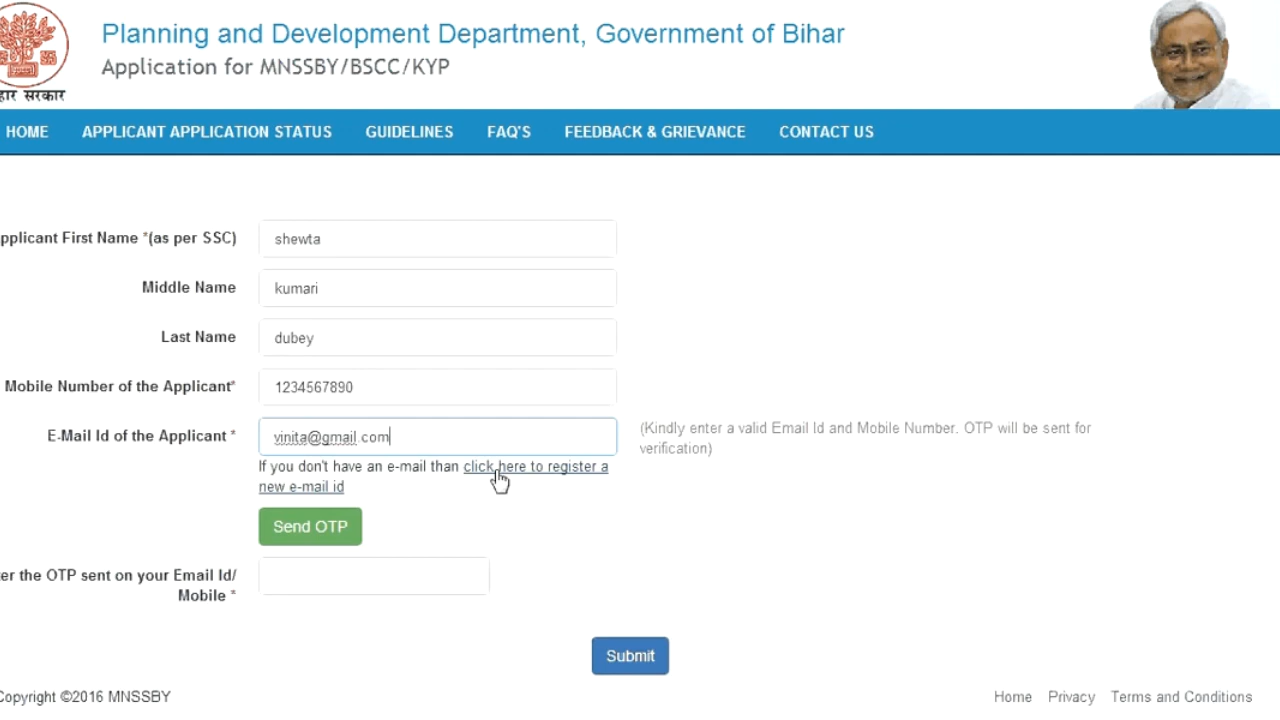 Planning and Development Department, Government of Bihar
Application for MNSSBY/BSCC/KYP
सरकार
HOME APPLICANT APPLICATION STATUS GUIDELINES FAQ'S FEEDBACK & GRIEVANCE CONTACT US
pplicant First Name *(as per SSC) shewta
Middle Name kumari
Last Name dubey
Mobile Number of the Applicant* 1234567890
E-Mail Id of the Applicant * vinita@gmail.com
(Kindly enter a valid Email Id and Mobile Number. OTP will be sent for
verification)
If you don't have an e-mail than click here to register a
new e-mail id
Send OTP
er the OTP sent on your Email Id/
Mobile *
Submit
Copyright ©2016 MNSSBY Home Privacy Terms and Conditions